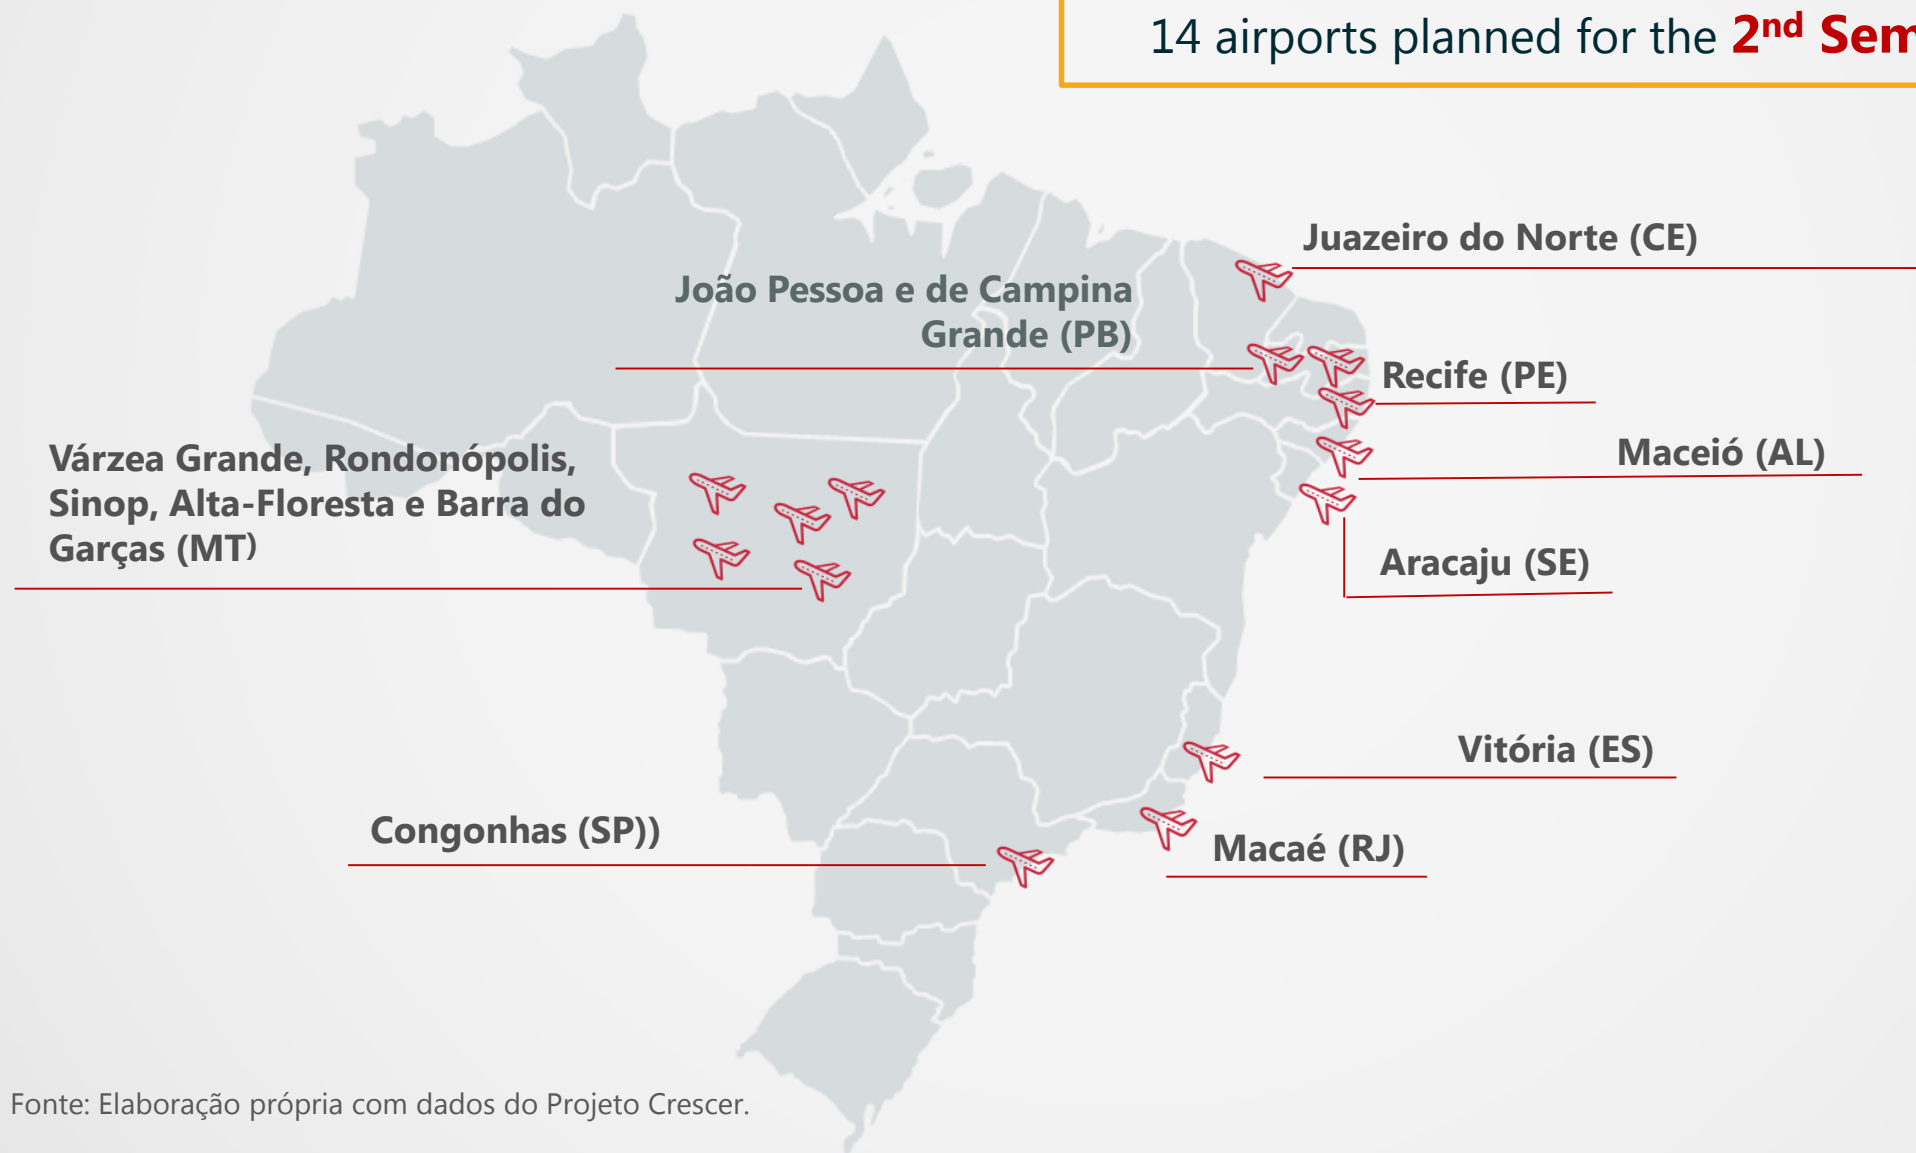 14 airports planned for the 2nd Sem
Juazeiro do Norte (CE)
João Pessoa e de Campina
Grande (PB)
Recife (PE)
Várzea Grande, Rondonópolis,
Sinop, Alta-Floresta e Barra do
Garças (MT)
Maceió (AL)
Aracaju (SE)
Vitória (ES)
Congonhas (SP))
Macaé (RJ)
Fonte: Elaboração própria com dados do Projeto Crescer.